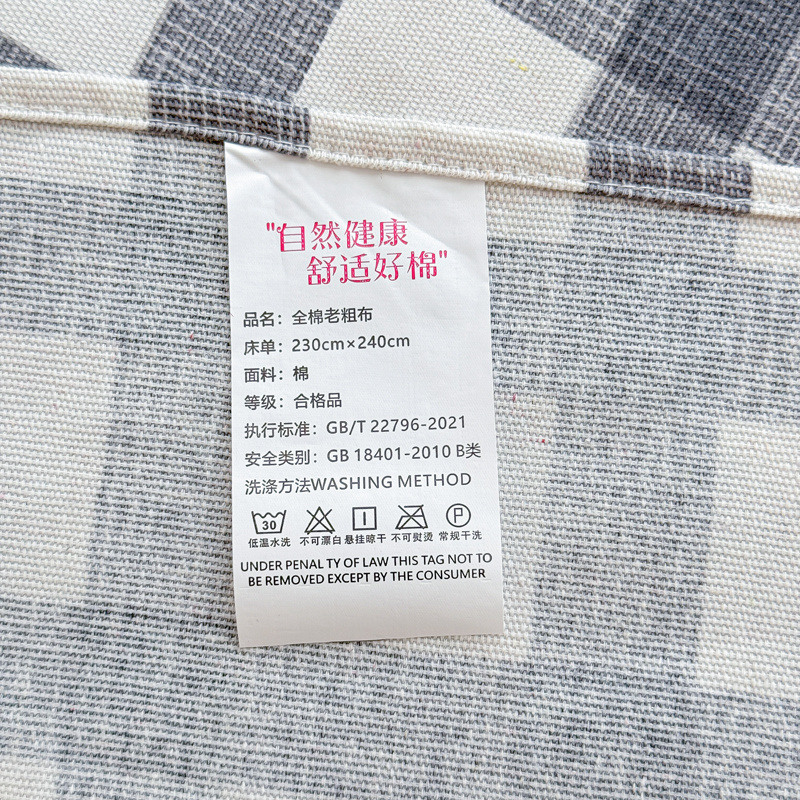 "自然健康
舒适好棉"
品名：全棉老粗布
床单：230cm×240cm
面料：棉
等级：合格品
执行标准：GB/T 22796-2021
安全类别：GB 18401-2010 B类
洗涤方法WASHING METHOD
30 P
低温水洗 不可漂白 悬挂晾干 不可熨烫 常规干洗
UNDER PENAL TY OF LAW THIS TAG NOT TO
BE REMOVED EXCEPT BY THE CONSUMER